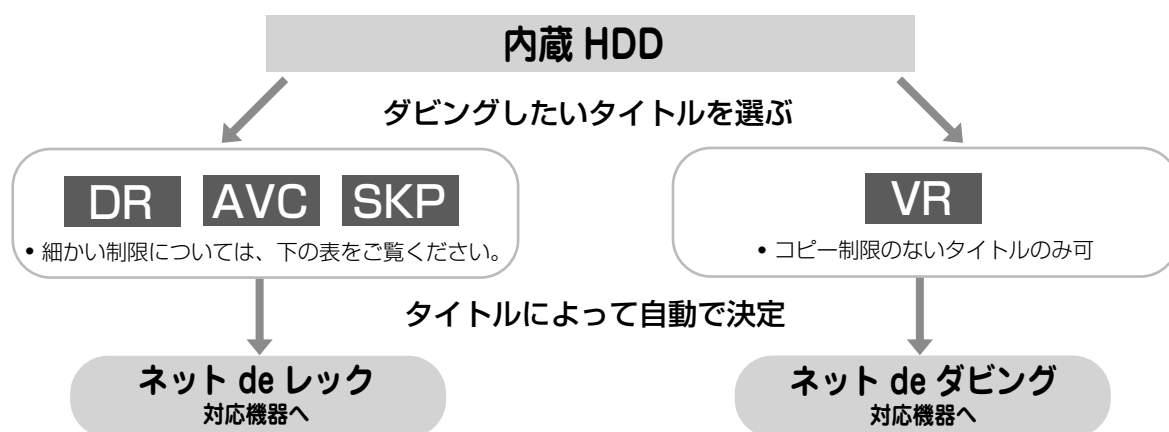 内蔵 HDD
ダビングしたいタイトルを選ぶ
DR AVC SKP
• 細かい制限については、下の表をご覧ください。
VR
• コピー制限のないタイトルのみ可
タイトルによって自動で決定
ネット de レック
対応機器へ
ネット de ダビング
対応機器へ